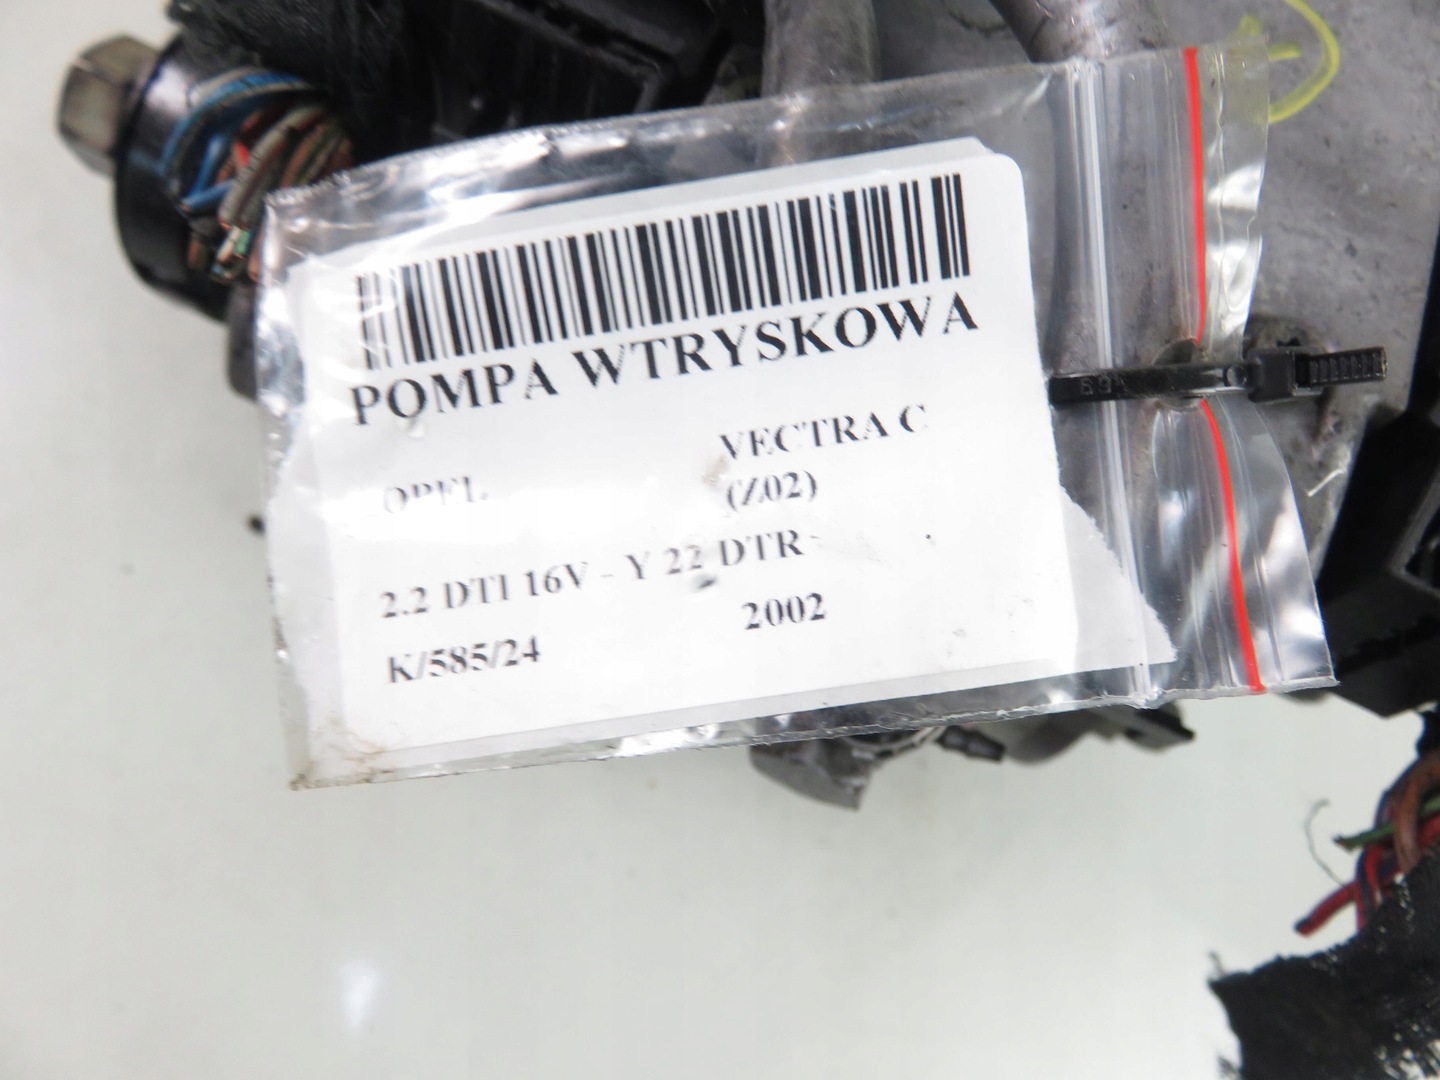 POMPA WTRYSKOWA
OPEL VECTRA C
(Z02)
2.2 DTI 16V - Y 22 DTR
K/585/24 2002